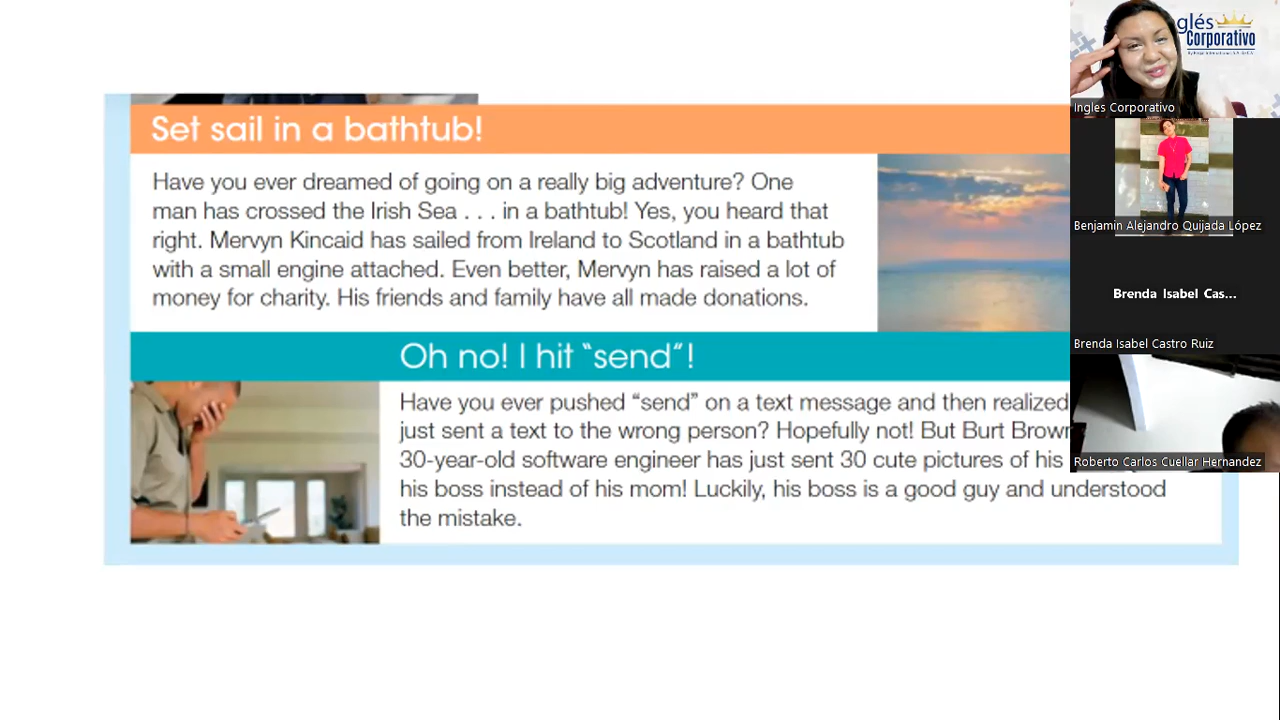 Set sail in a bathtub!
Have you ever dreamed of going on a really big adventure? One
man has crossed the Irish Sea . . . in a bathtub! Yes, you heard that
right. Mervyn Kincaid has sailed from Ireland to Scotland in a bathtub
with a small engine attached. Even better, Mervyn has raised a lot of
money for charity. His friends and family have all made donations.
Oh no! I hit “send”!
Have you ever pushed “send” on a text message and then realized
just sent a text to the wrong person? Hopefully not! But Burt Brown
30-year-old software engineer has just sent 30 cute pictures of his
his boss instead of his mom! Luckily, his boss is a good guy and understood
the mistake.
glés
Corporativo
Ingles Corporativo
Benjamin Alejandro Quijada López
Brenda Isabel Cas...
Brenda Isabel Castro Ruiz
Roberto Carlos Cuellar Hernandez